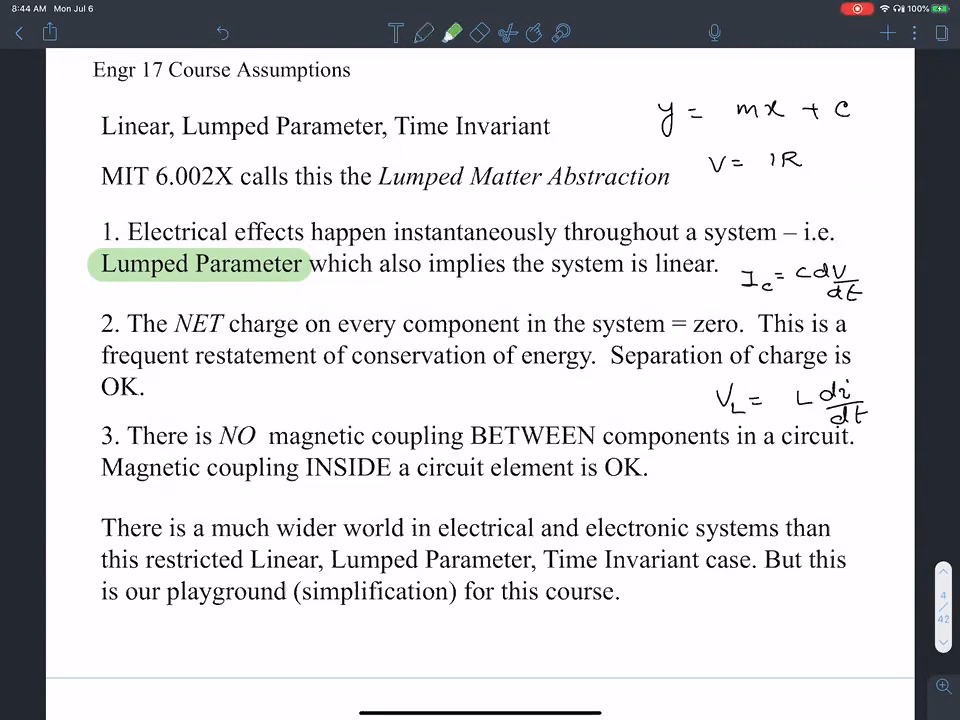 8:44 AM Mon Jul 6
100%
Engr 17 Course Assumptions
y = mx + c
Linear, Lumped Parameter, Time Invariant
V = IR
MIT 6.002X calls this the Lumped Matter Abstraction
1. Electrical effects happen instantaneously throughout a system – i.e.
Lumped Parameter which also implies the system is linear.
I_c = C dV/dt
2. The NET charge on every component in the system = zero. This is a
frequent restatement of conservation of energy. Separation of charge is
OK.
V_L = L di/dt
3. There is NO magnetic coupling BETWEEN components in a circuit.
Magnetic coupling INSIDE a circuit element is OK.
There is a much wider world in electrical and electronic systems than
this restricted Linear, Lumped Parameter, Time Invariant case. But this
is our playground (simplification) for this course.
4
/
42